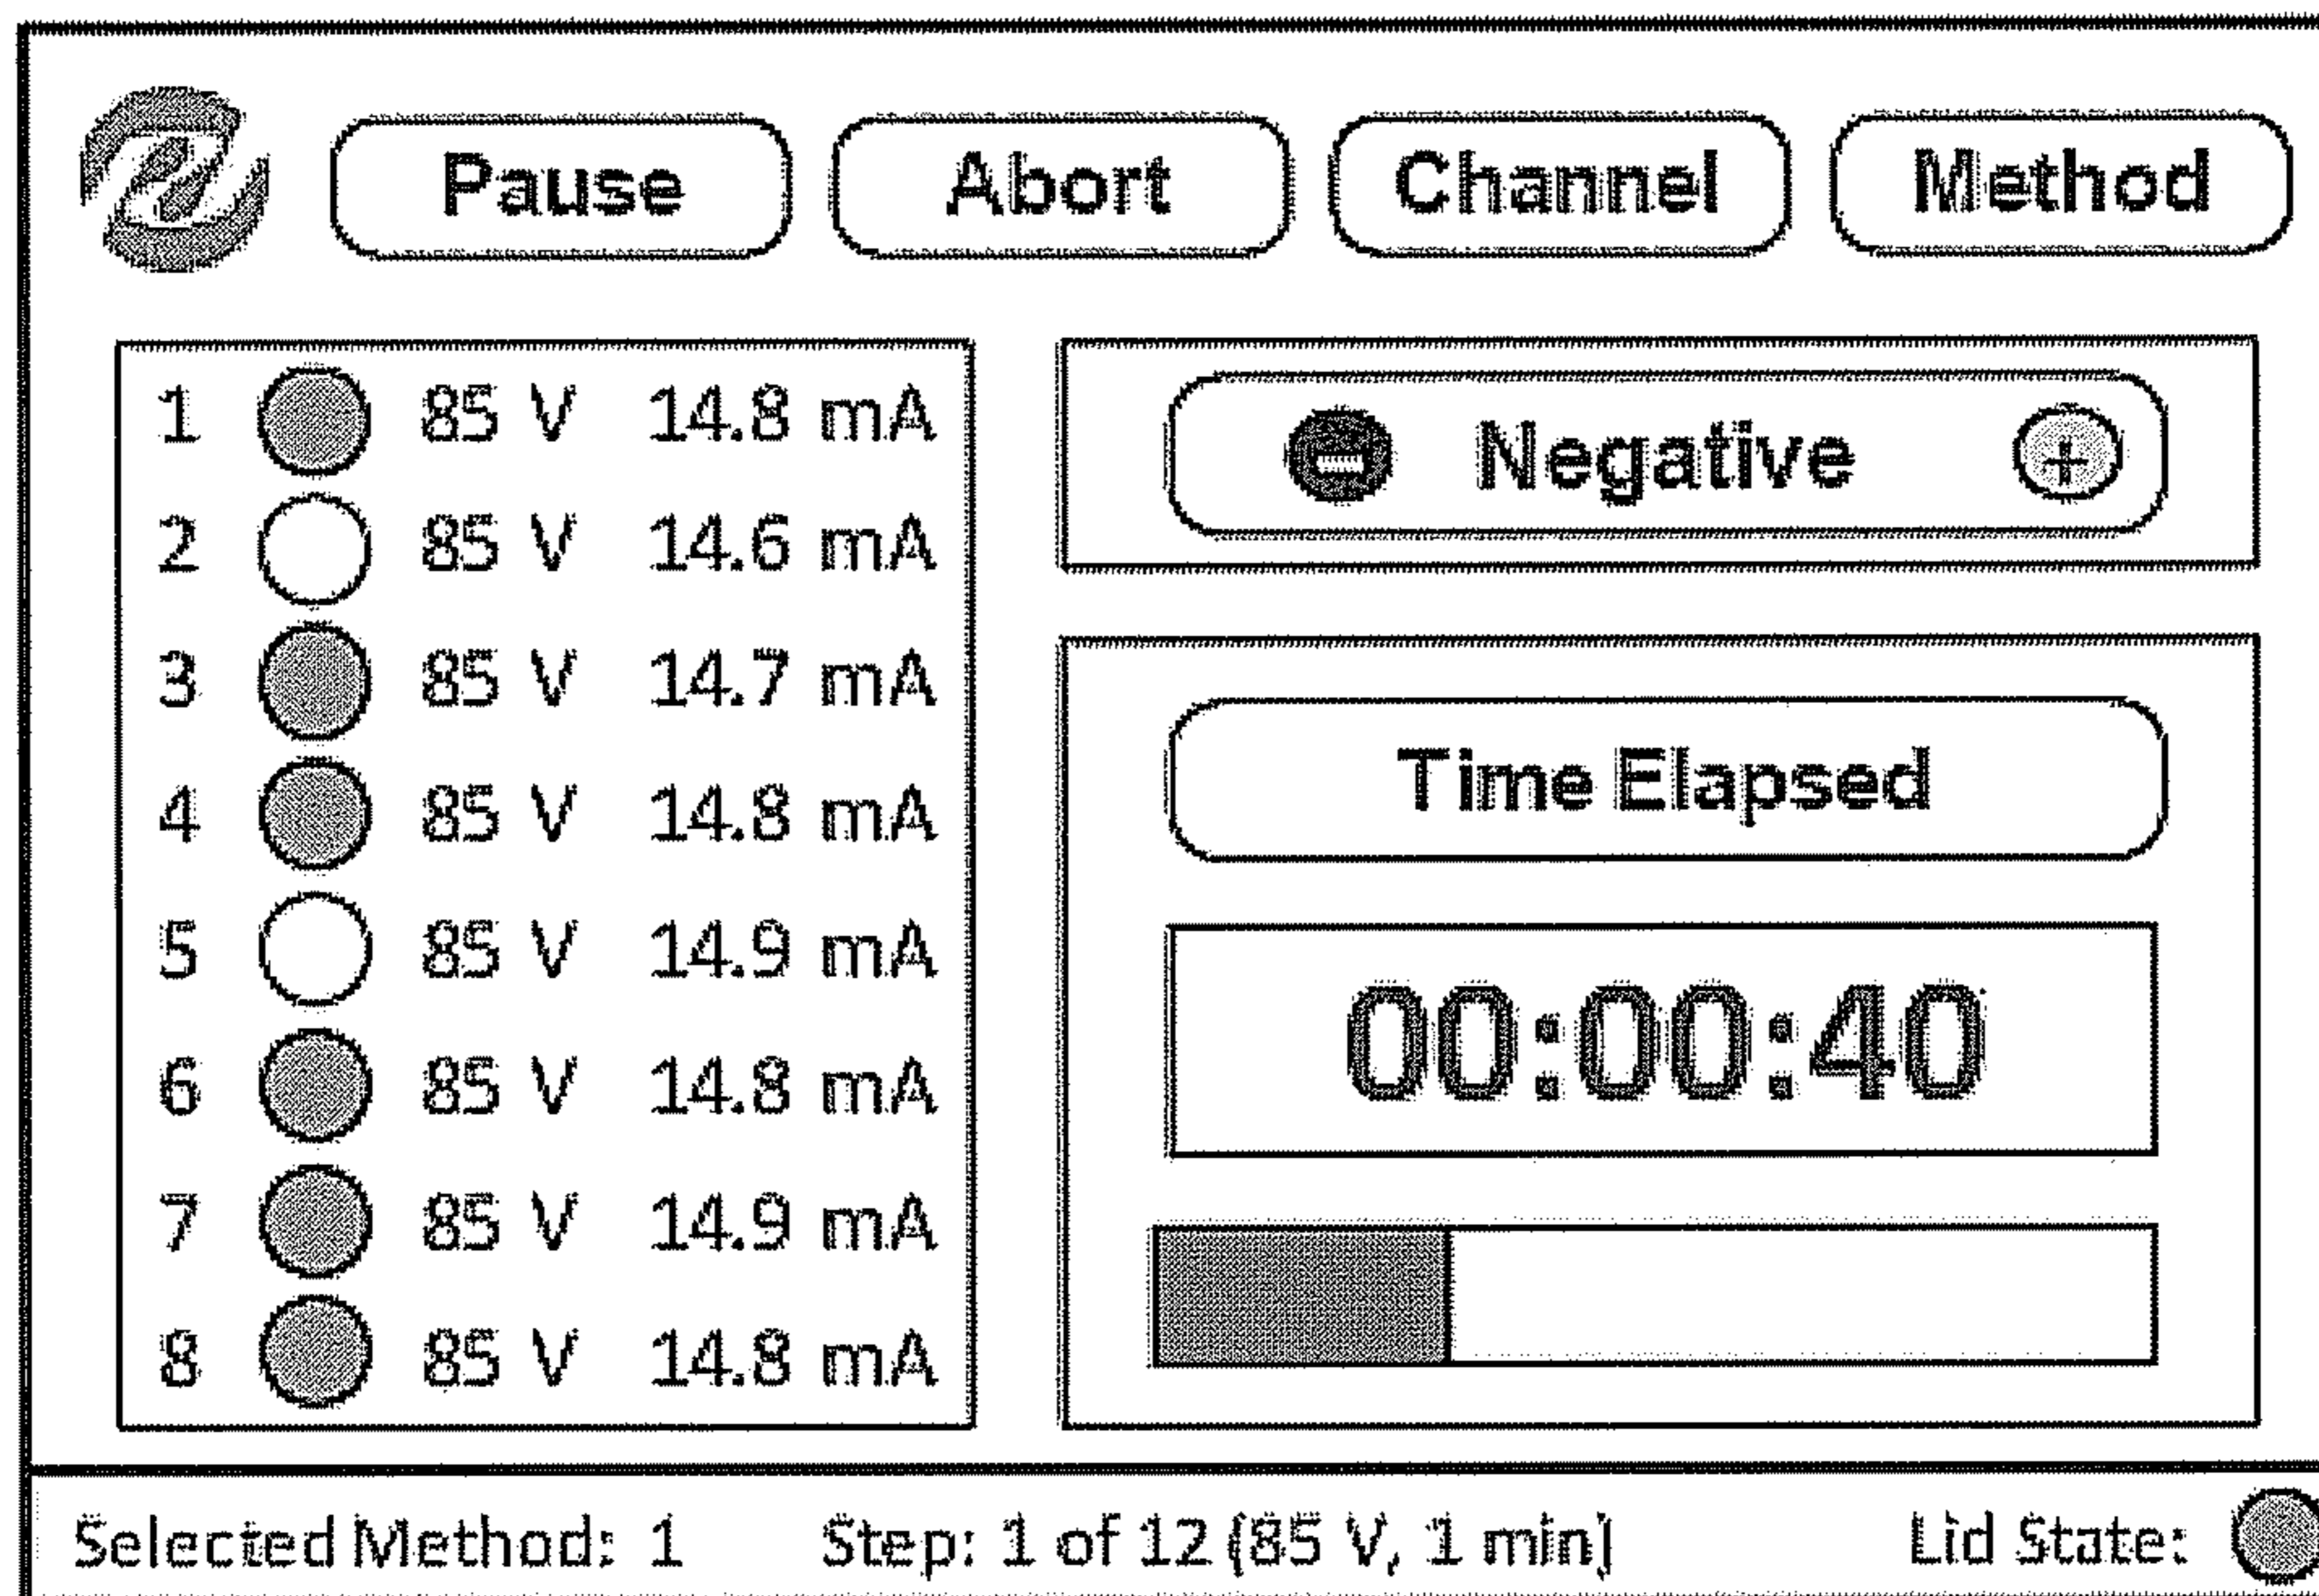 Pause Abort Channel Method
1 85 V 14.8 mA
2 85 V 14.6 mA
3 85 V 14.7 mA
4 85 V 14.8 mA
5 85 V 14.9 mA
6 85 V 14.8 mA
7 85 V 14.9 mA
8 85 V 14.8 mA
- Negative +
Time Elapsed
00:00:40
Selected Method: 1 Step: 1 of 12 (85 V, 1 min) Lid State: